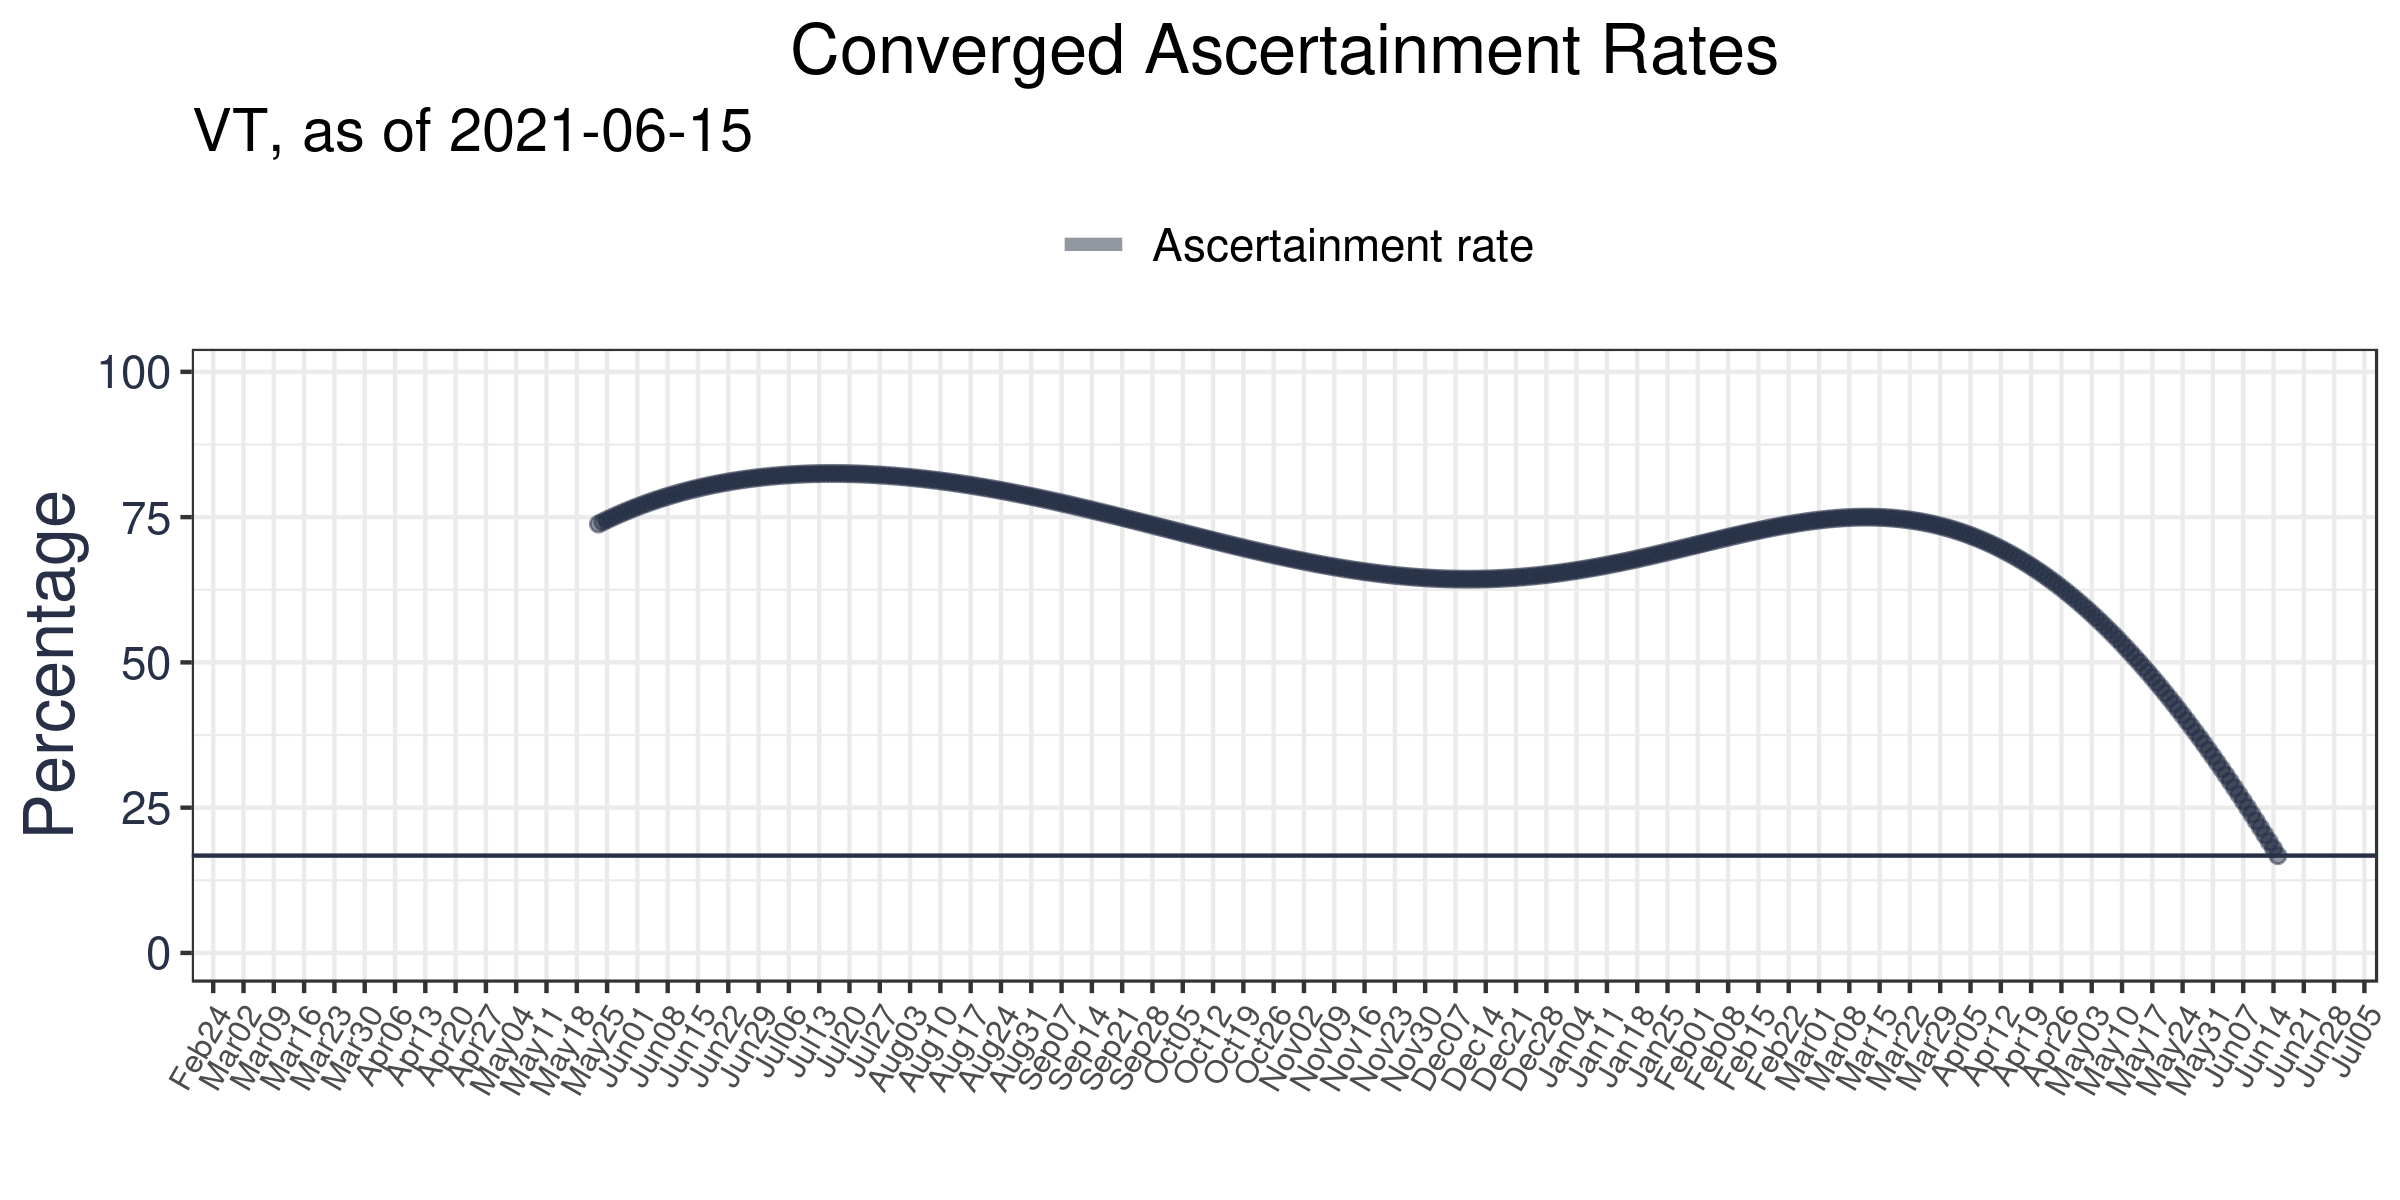 Converged Ascertainment Rates
VT, as of 2021-06-15
Ascertainment rate
Percentage
100
75
50
25
0
Feb24
Mar02
Mar09
Mar16
Mar23
Mar30
Apr06
Apr13
Apr20
Apr27
May04
May11
May18
May25
Jun01
Jun08
Jun15
Jun22
Jun29
Jul06
Jul13
Jul20
Jul27
Aug03
Aug10
Aug17
Aug24
Aug31
Sep07
Sep14
Sep21
Sep28
Oct05
Oct12
Oct19
Oct26
Nov02
Nov09
Nov16
Nov23
Nov30
Dec07
Dec14
Dec21
Dec28
Jan04
Jan11
Jan18
Jan25
Feb01
Feb08
Feb15
Feb22
Mar01
Mar08
Mar15
Mar22
Mar29
Apr05
Apr12
Apr19
Apr26
May03
May10
May17
May24
May31
Jun07
Jun14
Jun21
Jun28
Jul05